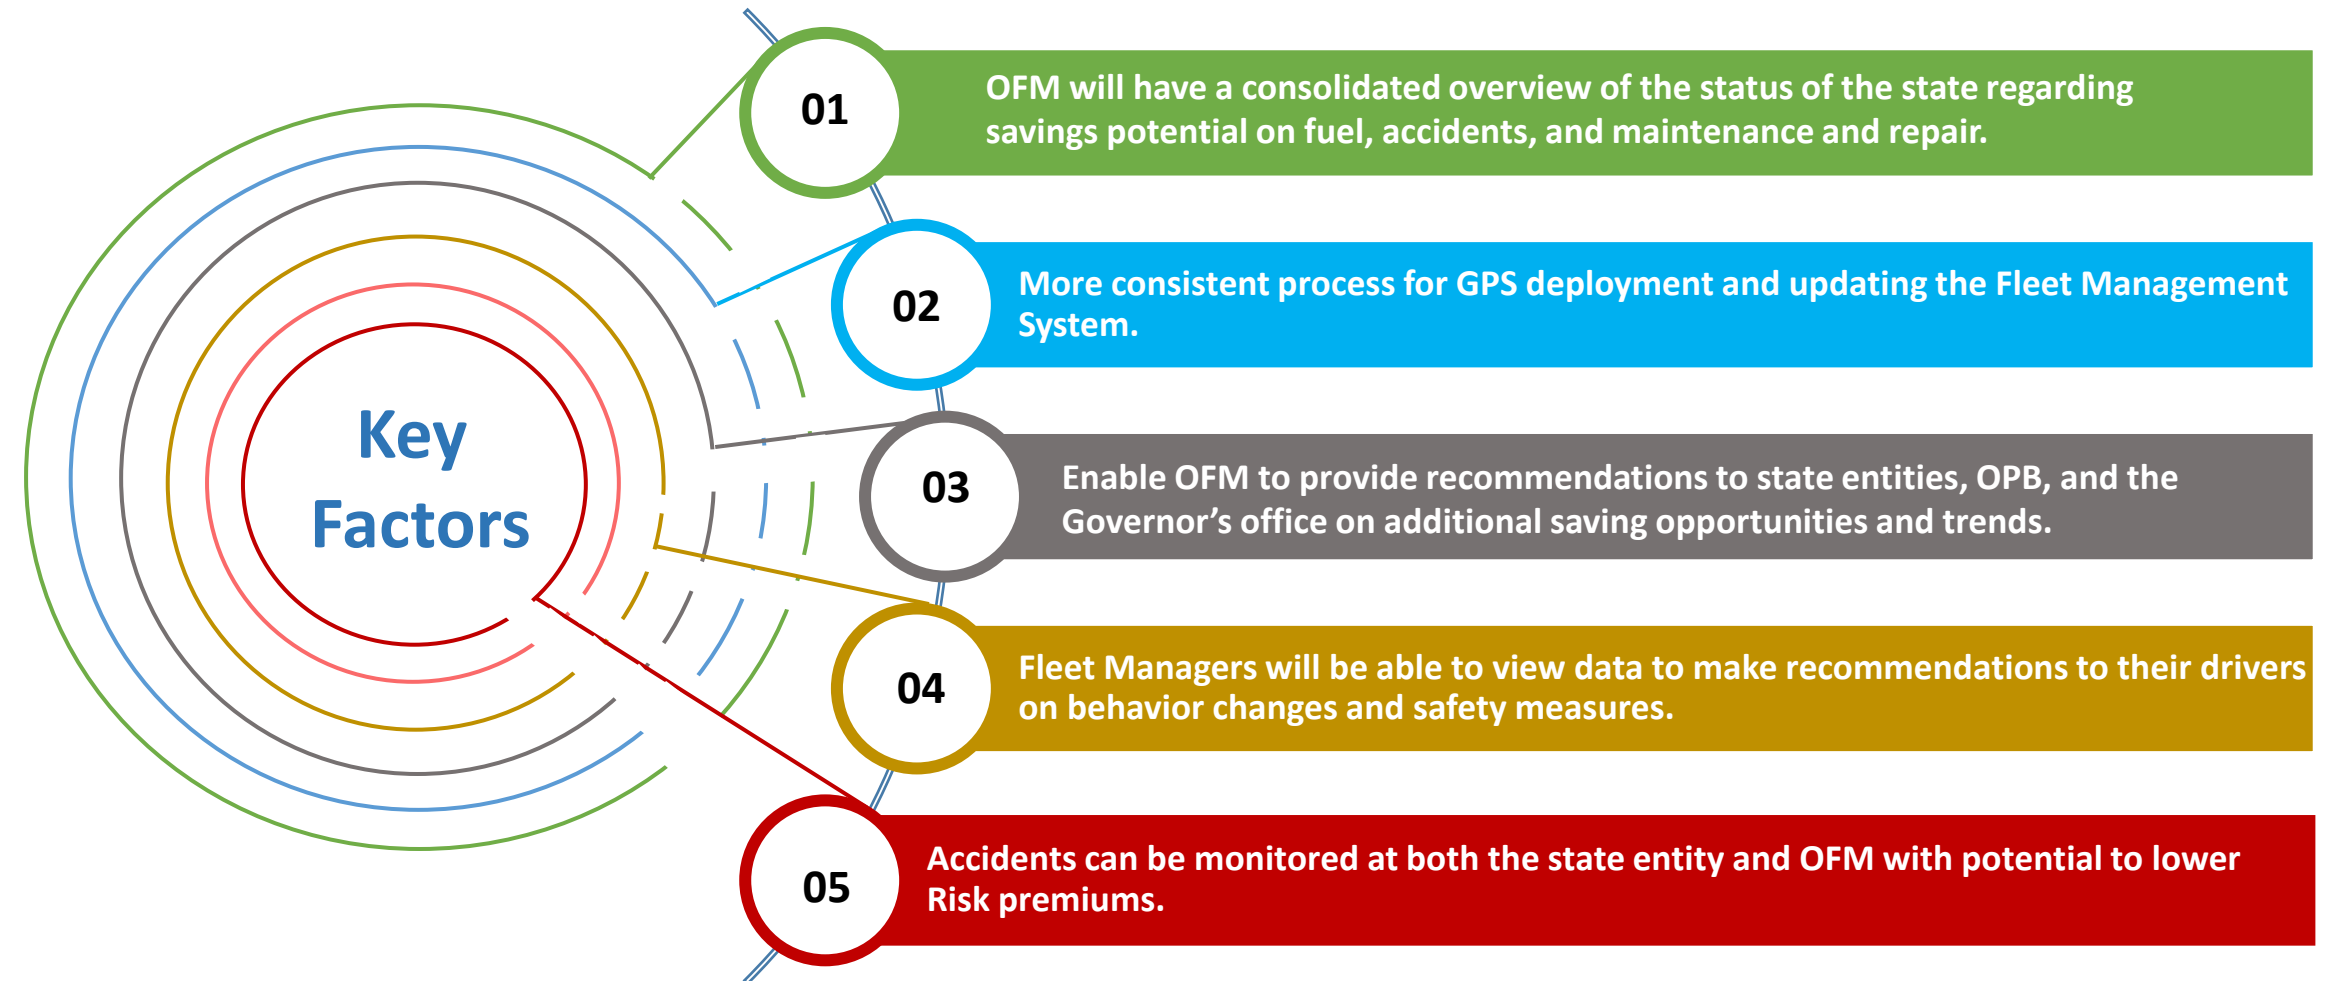 Key
Factors
01
OFM will have a consolidated overview of the status of the state regarding
savings potential on fuel, accidents, and maintenance and repair.
02
More consistent process for GPS deployment and updating the Fleet Management
System.
03
Enable OFM to provide recommendations to state entities, OPB, and the
Governor’s office on additional saving opportunities and trends.
04
Fleet Managers will be able to view data to make recommendations to their drivers
on behavior changes and safety measures.
05
Accidents can be monitored at both the state entity and OFM with potential to lower
Risk premiums.